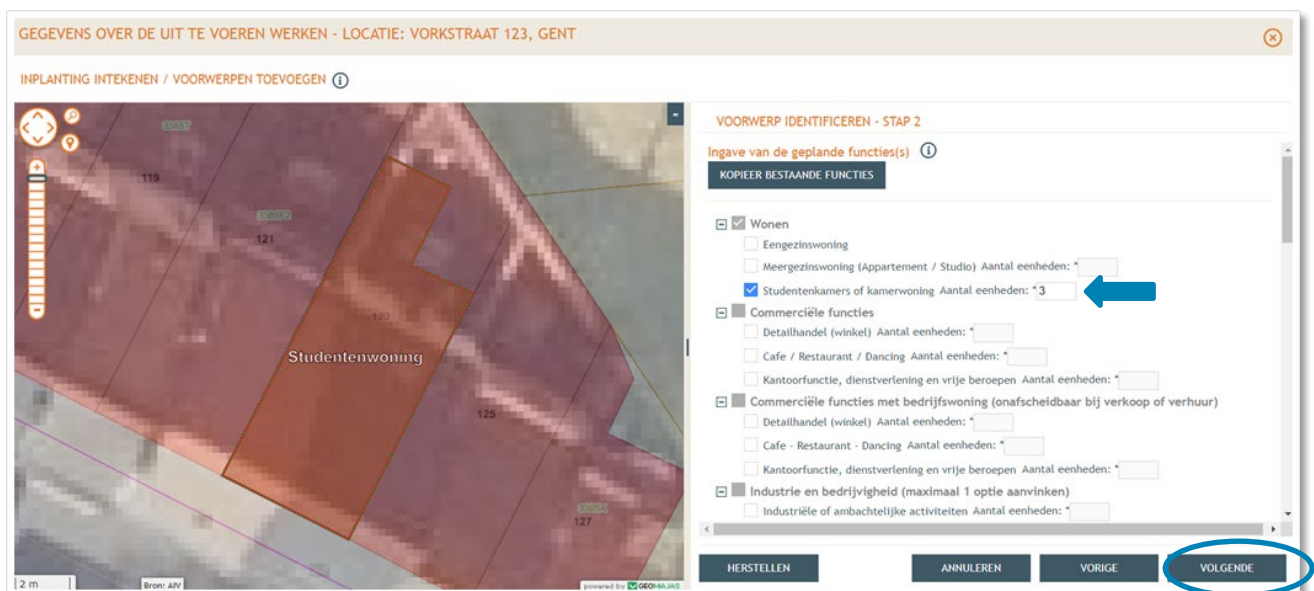 GEGEVENS OVER DE UIT TE VOEREN WERKEN - LOCATIE: VORKSTRAAT 123, GENT
INPLANTING INTEKENEN / VOORWERPEN TOEVOEGEN
119
121
123
Studentenwoning
125
127
2 m
Bron: AIV
powered by GEOMAJAS
VOORWERP IDENTIFICEREN - STAP 2
Ingave van de geplande functies(s)
KOPIEER BESTAANDE FUNCTIES
Wonen
Eengezinswoning
Meergezinswoning (Appartement / Studio) Aantal eenheden: *
Studentenkamers of kamerwoning Aantal eenheden: *3
Commerciële functies
Detailhandel (winkel) Aantal eenheden: *
Cafe / Restaurant / Dancing Aantal eenheden: *
Kantoorfunctie, dienstverlening en vrije beroepen Aantal eenheden: *
Commerciële functies met bedrijfswoning (onafscheidbaar bij verkoop of verhuur)
Detailhandel (winkel) Aantal eenheden: *
Cafe - Restaurant - Dancing Aantal eenheden: *
Kantoorfunctie, dienstverlening en vrije beroepen Aantal eenheden: *
Industrie en bedrijvigheid (maximaal 1 optie aanvinken)
Industriële of ambachtelijke activiteiten Aantal eenheden: *
HERSTELLEN ANNULEREN VORIGE VOLGENDE